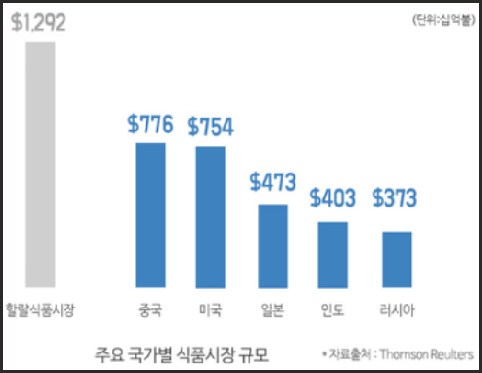 $1,292
(단위:십억불)
$776
$754
$473
$403
$373
할랄식품시장
중국
미국
일본
인도
러시아
주요 국가별 식품시장 규모
*자료출처 : Thomson Reulters